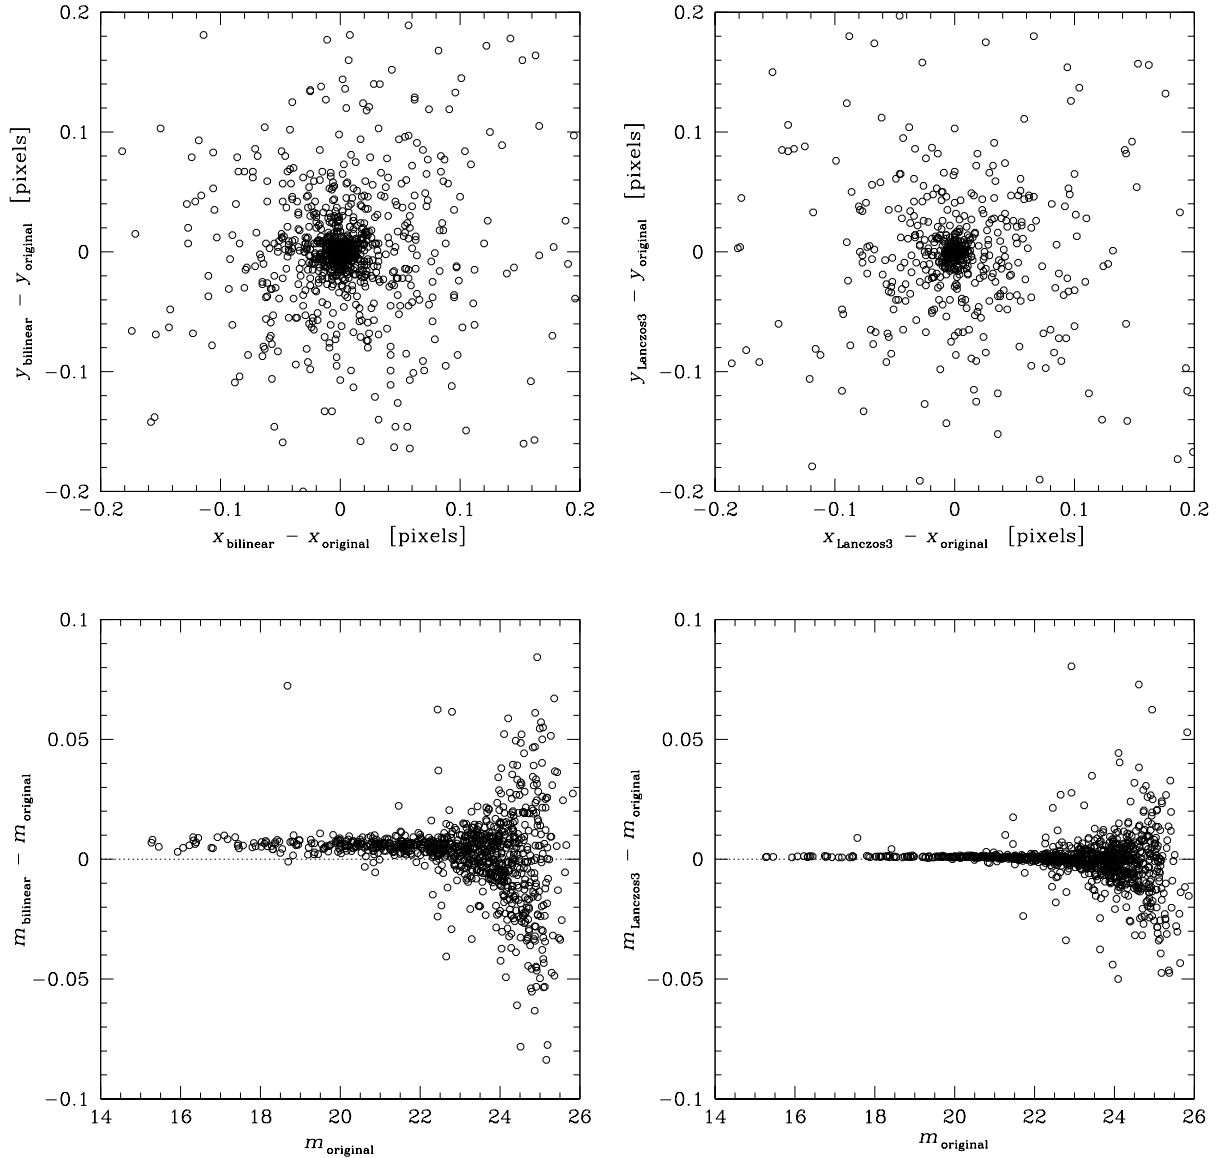 0.2
0.1
0
−0.1
−0.2
y bilinear − y original [pixels]
−0.2 −0.1 0 0.1 0.2
x bilinear − x original [pixels]
0.2
0.1
0
−0.1
−0.2
y Lanczos3 − y original [pixels]
−0.2 −0.1 0 0.1 0.2
x Lanczos3 − x original [pixels]
0.1
0.05
0
−0.05
−0.1
m bilinear − m original
14 16 18 20 22 24 26
m original
0.1
0.05
0
−0.05
−0.1
m Lanczos3 − m original
14 16 18 20 22 24 26
m original